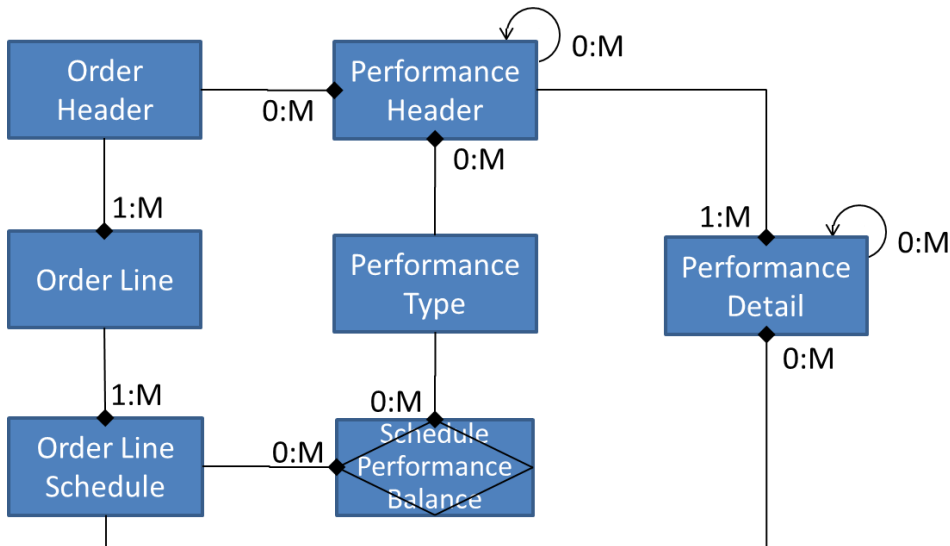 Order
Header
0:M
Performance
Header
0:M
0:M
1:M
Order Line
Performance
Type
1:M
0:M
Performance
Detail
0:M
1:M
Order Line
Schedule
0:M
0:M
Schedule
Performance
Balance